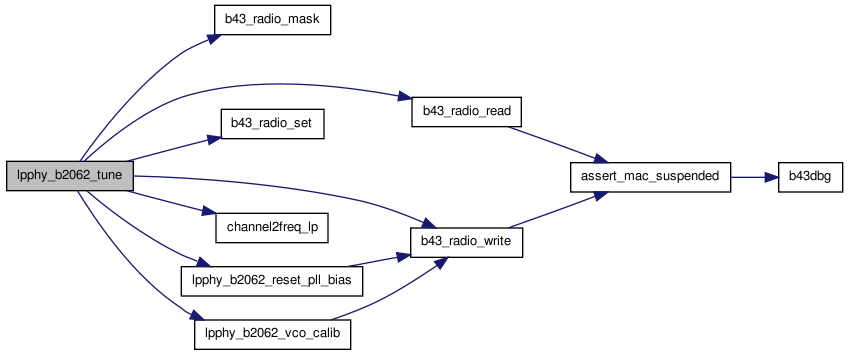 b43_radio_mask
b43_radio_read
b43_radio_set
lpphy_b2062_tune
assert_mac_suspended
b43dbg
channel2freq_lp
b43_radio_write
lpphy_b2062_reset_pll_bias
lpphy_b2062_vco_calib